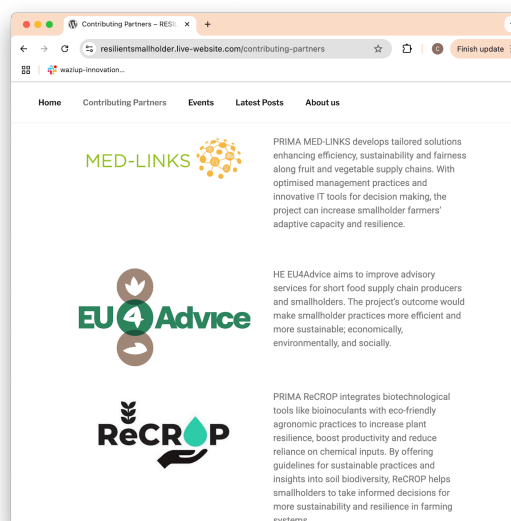 Contributing Partners – RESIL
resilientsmallholder.live-website.com/contributing-partners
C
Finish update
waziup-innovation...
Home Contributing Partners Events Latest Posts About us
MED-LINKS
PRIMA MED-LINKS develops tailored solutions
enhancing efficiency, sustainability and fairness
along fruit and vegetable supply chains. With
optimised management practices and
innovative IT tools for decision making, the
project can increase smallholder farmers'
adaptive capacity and resilience.
EU4Advice
HE EU4Advice aims to improve advisory
services for short food supply chain producers
and smallholders. The project's outcome would
make smallholder practices more efficient and
more sustainable; economically,
environmentally, and socially.
ReCROP
PRIMA ReCROP integrates biotechnological
tools like bioinoculants with eco-friendly
agronomic practices to increase plant
resilience, boost productivity and reduce
reliance on chemical inputs. By offering
guidelines for sustainable practices and
insights into soil biodiversity, ReCROP helps
smallholders to take informed decisions for
more sustainability and resilience in farming
systems.